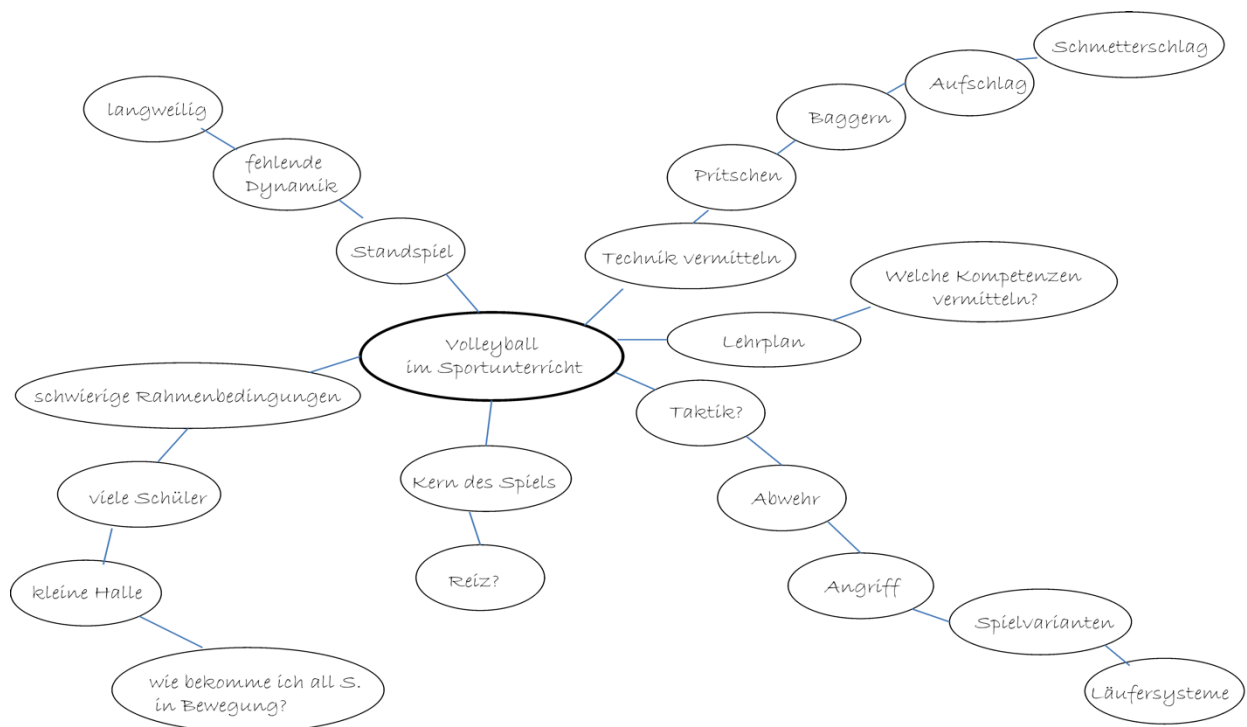 Schmetterschlag
Aufschlag
Baggern
Pritschen
Technik vermitteln
langweilig
fehlende
Dynamik
Standspiel
Welche Kompetenzen
vermitteln?
Lehrplan
Volleyball
im Sportunterricht
schwierige Rahmenbedingungen
viele Schüler
kleine Halle
wie bekomme ich all S.
in Bewegung?
Kern des Spiels
Reiz?
Taktik?
Abwehr
Angriff
Spielvarianten
Läufersysteme